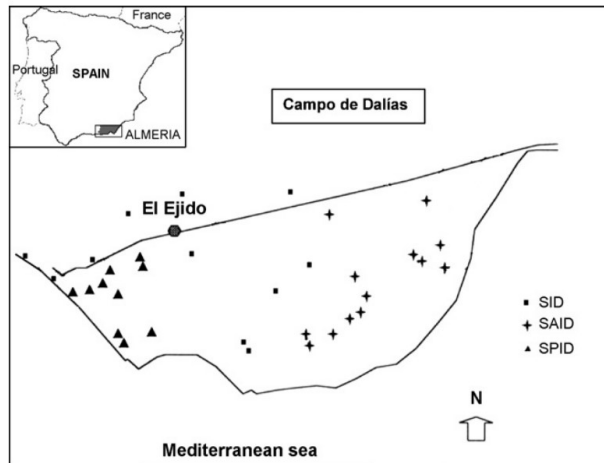 France
Portugal
SPAIN
ALMERIA
Campo de Dalías
El Ejido
SID
SAID
SPID
N
Mediterranean sea